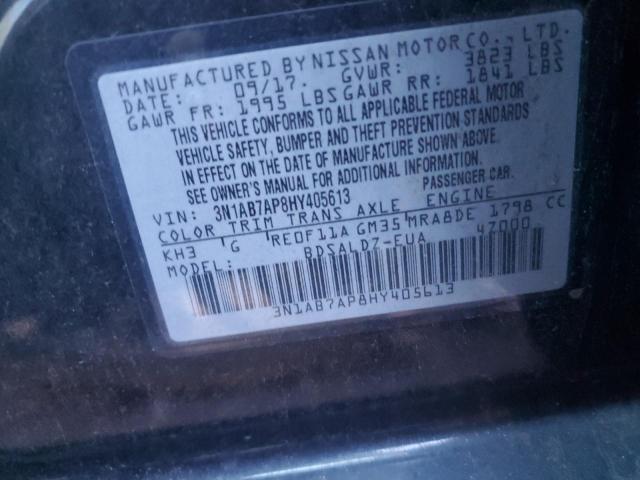 MANUFACTURED BY NISSAN MOTOR CO., LTD.
DATE: 09/17. GVWR: 3823 LBS
GAWR FR: 1995 LBS GAWR RR: 1841 LBS
THIS VEHICLE CONFORMS TO ALL APPLICABLE FEDERAL MOTOR
VEHICLE SAFETY, BUMPER AND THEFT PREVENTION STANDARDS
IN EFFECT ON THE DATE OF MANUFACTURE SHOWN ABOVE.
SEE OWNER'S MANUAL FOR ADDITIONAL INFORMATION.
VIN: 3N1AB7AP8HY405613 PASSENGER CAR.
COLOR TRIM TRANS AXLE ENGINE
KH3 G RE0F11A GM35 MRA8DE 1798 CC
MODEL: BDSALDZ-EUA 47000
3N1AB7AP8HY405613